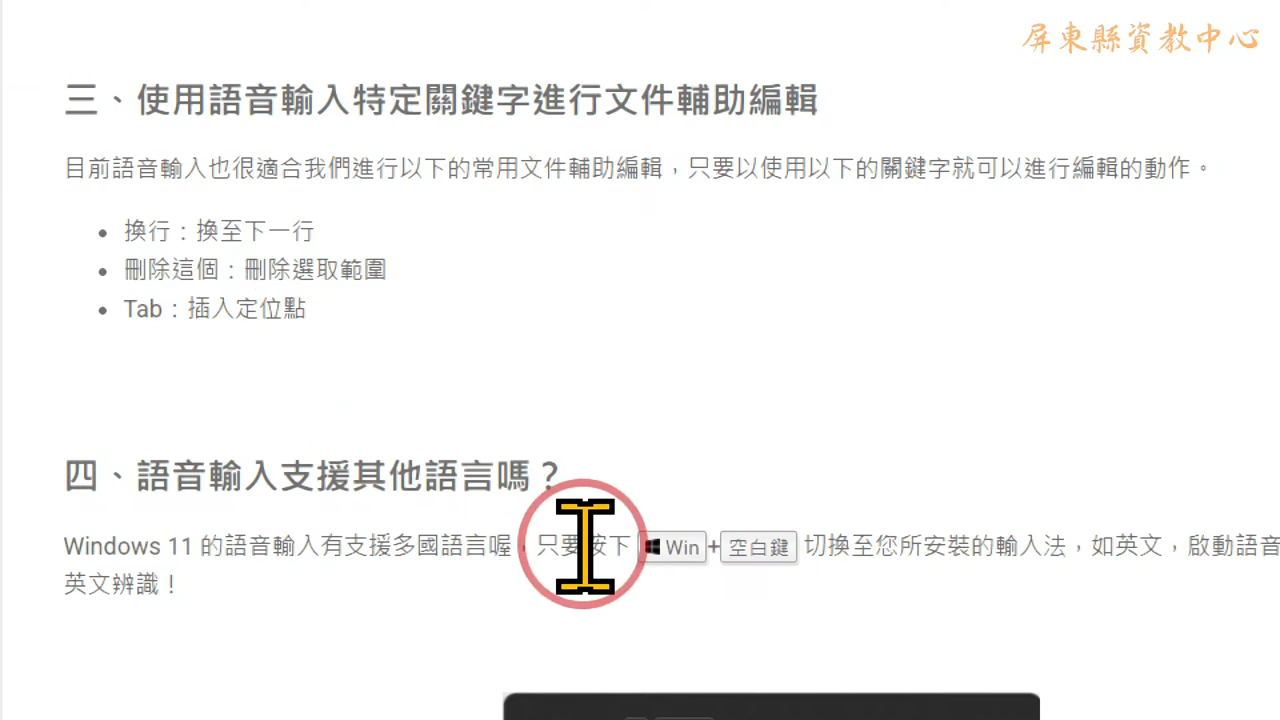 屏東縣資教中心
三、使用語音輸入特定關鍵字進行文件輔助編輯
目前語音輸入也很適合我們進行以下的常用文件輔助編輯，只要以使用以下的關鍵字就可以進行編輯的動作。
換行：換至下一行
刪除這個：刪除選取範圍
Tab：插入定位點
四、語音輸入支援其他語言嗎？
Windows 11 的語音輸入有支援多國語言喔，只要按下 Win+空白鍵 切換至您所安裝的輸入法，如英文，啟動語音
英文辨識！